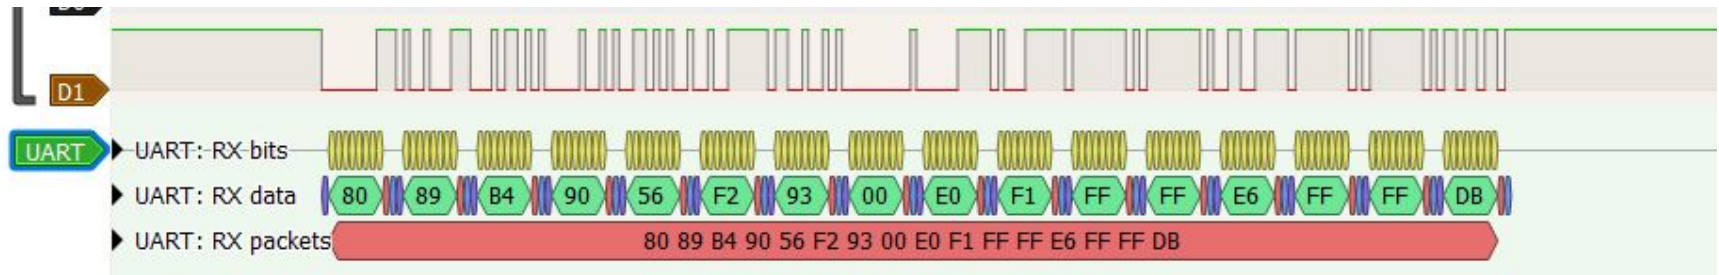 D1
UART
UART: RX bits
UART: RX data 80 89 B4 90 56 F2 93 00 E0 F1 FF FF E6 FF FF DB
UART: RX packets 80 89 B4 90 56 F2 93 00 E0 F1 FF FF E6 FF FF DB